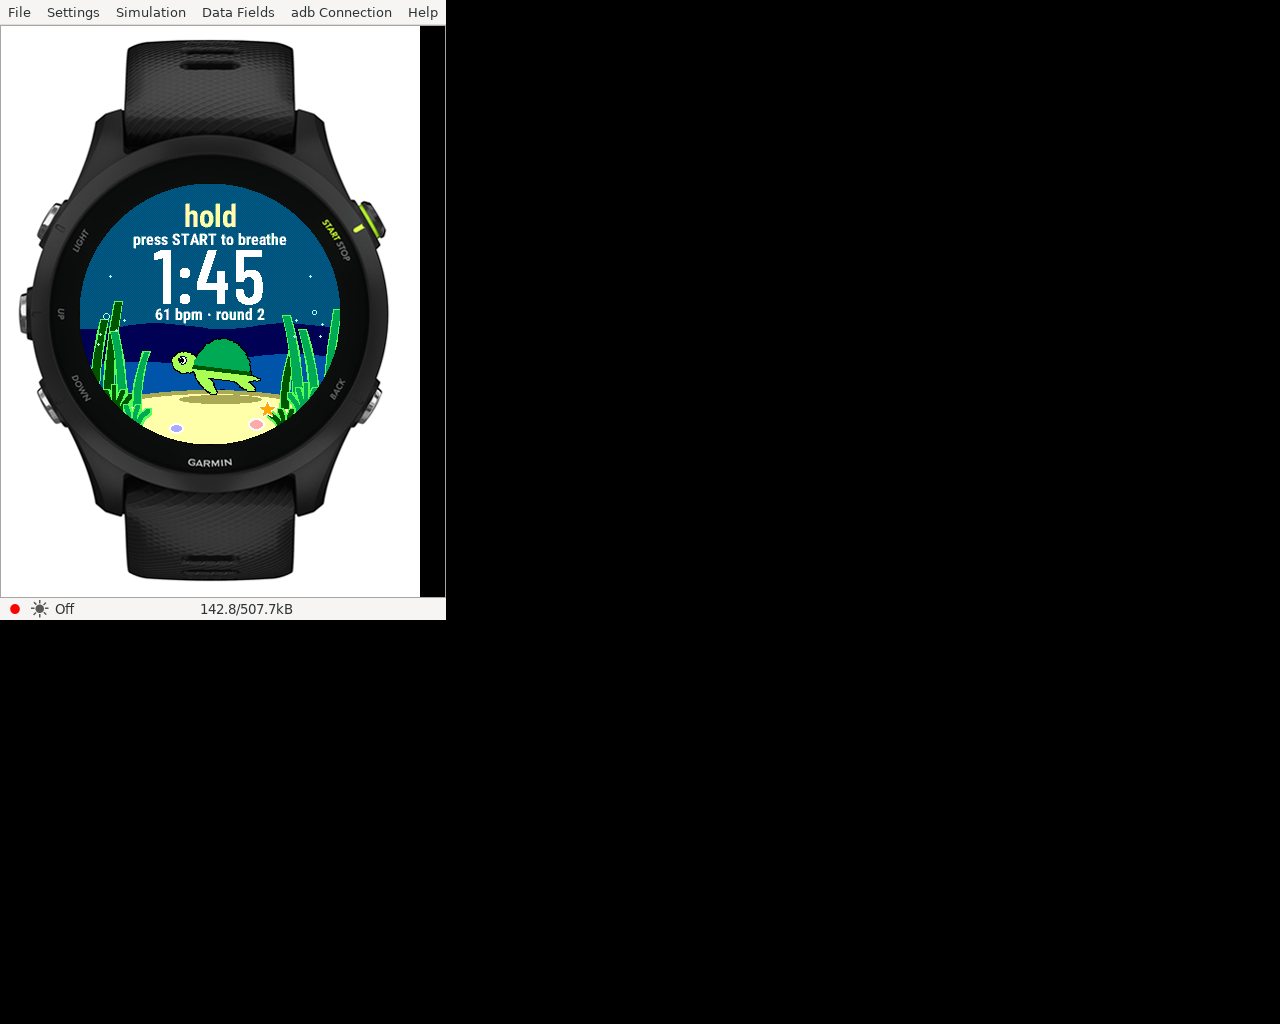 File Settings Simulation Data Fields adb Connection Help
hold
press START to breathe
1:45
61 bpm · round 2
LIGHT
START STOP
UP
DOWN
BACK
GARMIN
Off 142.8/507.7kB